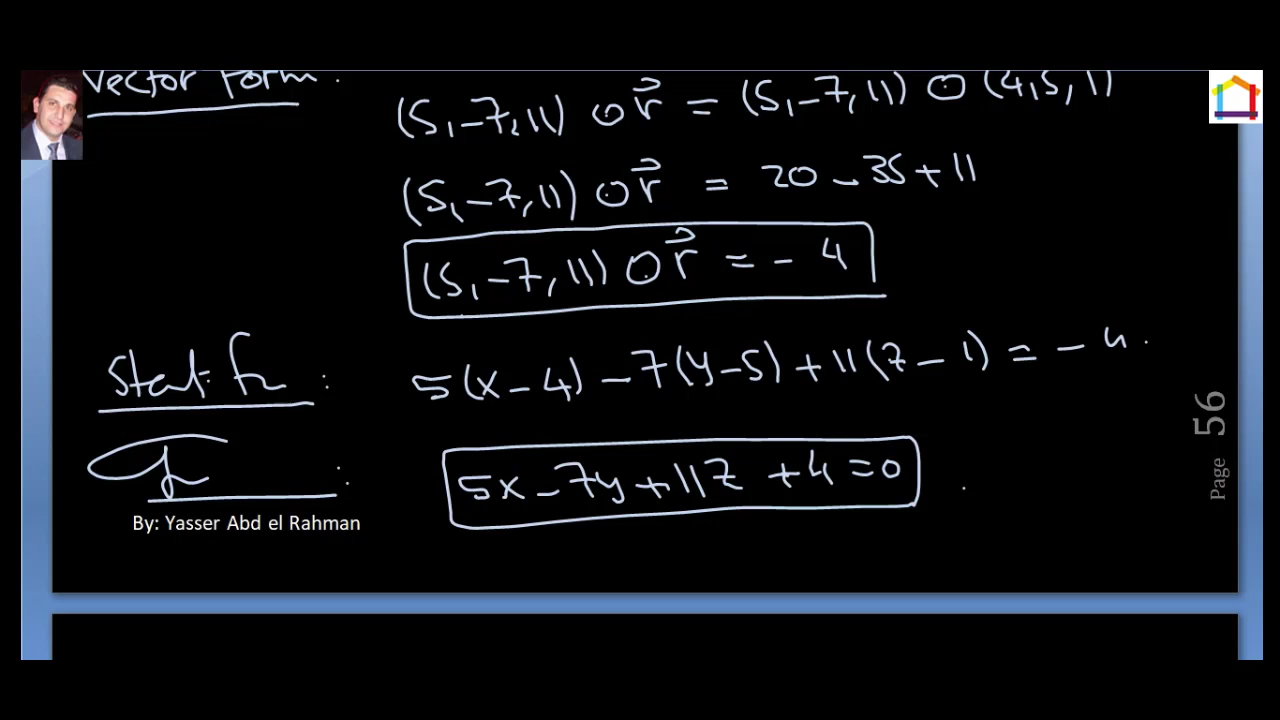 Vector Form :
(5, -7, 11) ⊙ r⃗ = (5, -7, 11) ⊙ (4, 5, 1)
(5, -7, 11) ⊙ r⃗ = 20 - 35 + 11
(5, -7, 11) ⊙ r⃗ = - 4
: 5(x - 4) - 7(y - 5) + 11(z - 1) = - 4 .
: 5x - 7y + 11z + 4 = 0 .
By: Yasser Abd el Rahman
Page 56